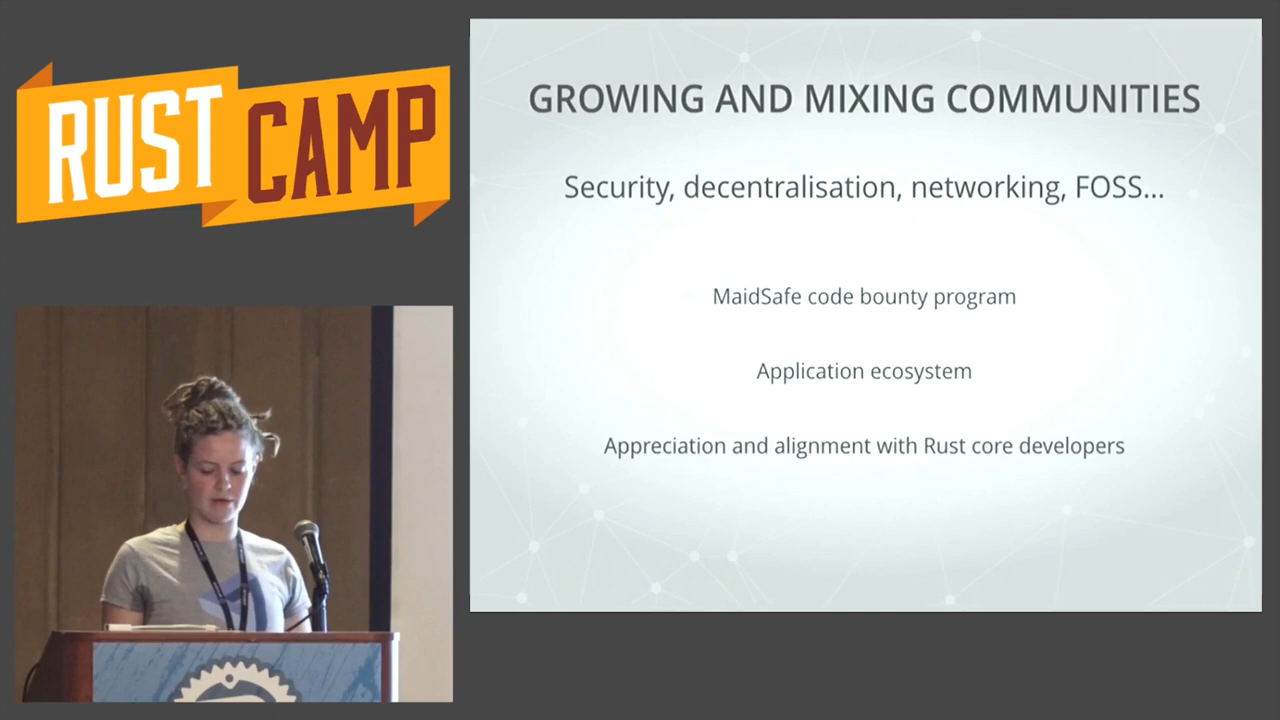 RUST CAMP
GROWING AND MIXING COMMUNITIES
Security, decentralisation, networking, FOSS...
MaidSafe code bounty program
Application ecosystem
Appreciation and alignment with Rust core developers